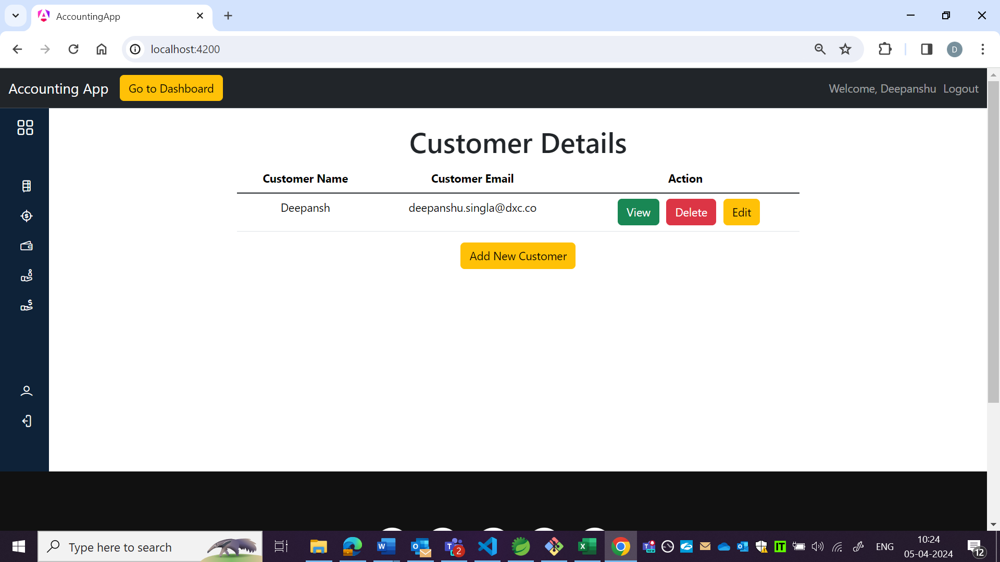 AccountingApp
localhost:4200
D
Accounting App
Go to Dashboard
Welcome, Deepanshu
Logout
Customer Details
Customer Name
Customer Email
Action
Deepansh
deepanshu.singla@dxc.co
View
Delete
Edit
Add New Customer
Type here to search
2
IT
ENG
10:24
05-04-2024
12